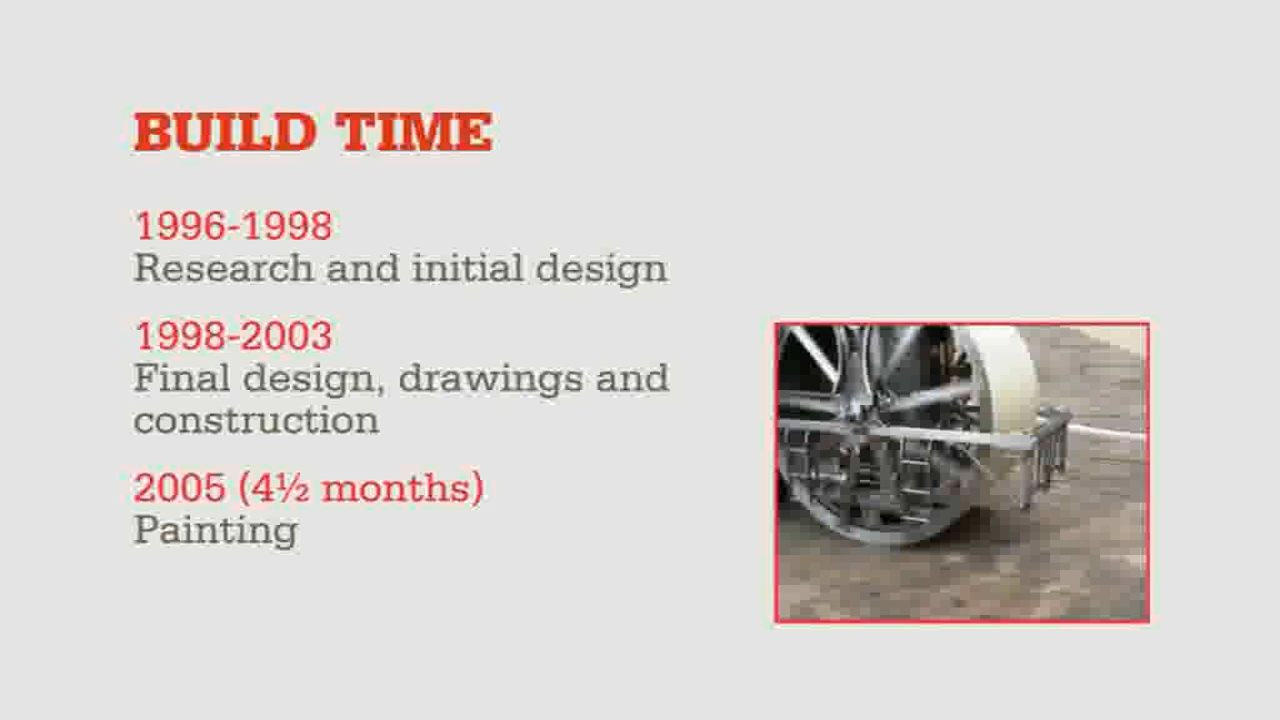 BUILD TIME
1996-1998
Research and initial design
1998-2003
Final design, drawings and
construction
2005 (4½ months)
Painting